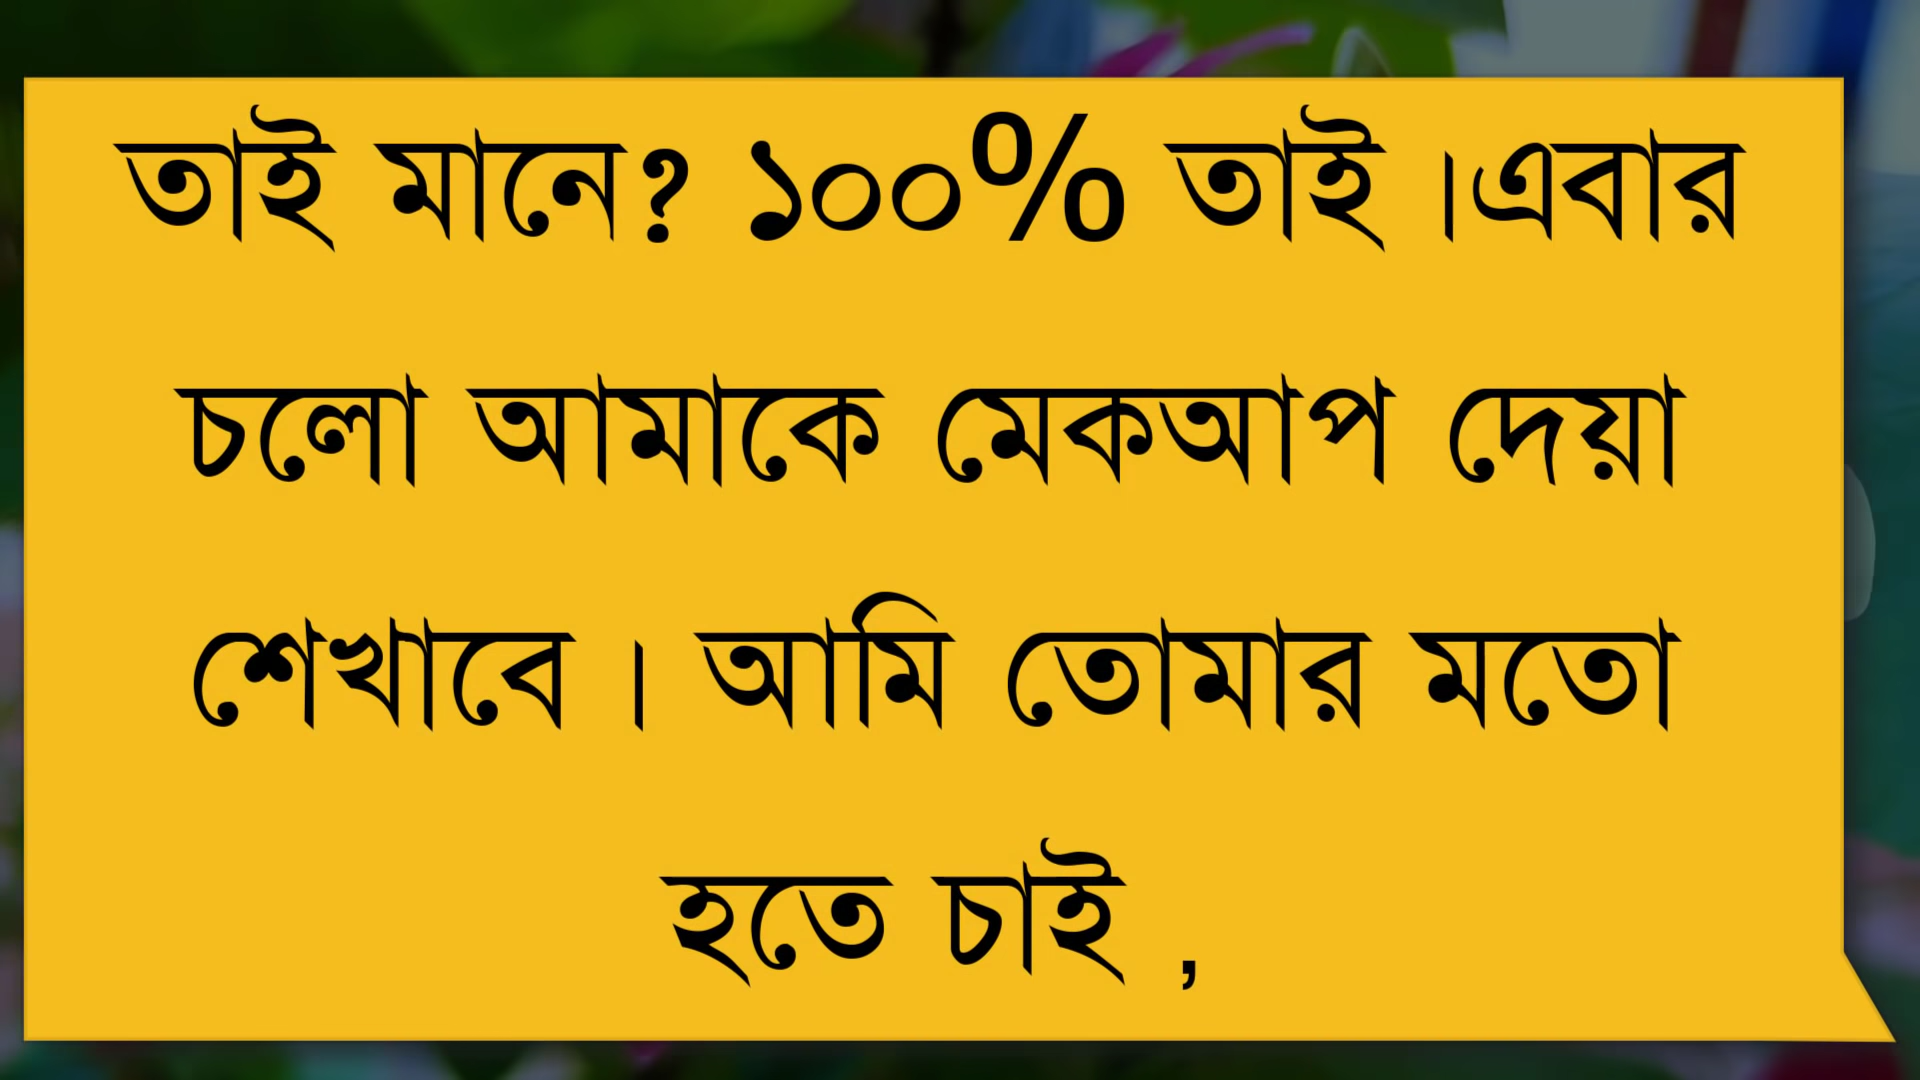 তাই মানে? ১০০% তাই ।এবার
চলো আমাকে মেকআপ দেয়া
শেখাবে । আমি তোমার মতো
হতে চাই ,